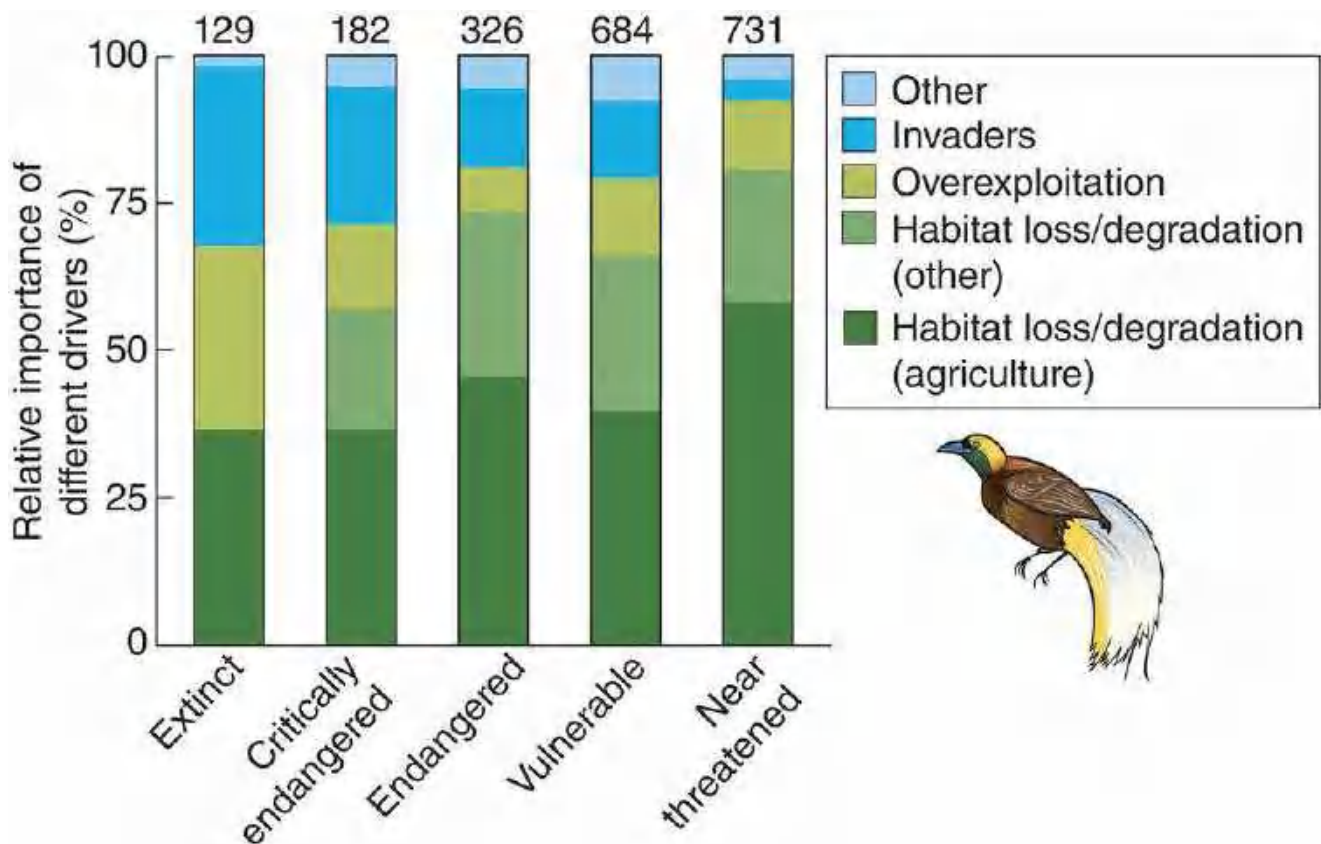 129 182 326 684 731
100
75
50
25
0
Relative importance of
different drivers (%)
Extinct
Critically
endangered
Endangered
Vulnerable
Near
threatened
Other
Invaders
Overexploitation
Habitat loss/degradation
(other)
Habitat loss/degradation
(agriculture)